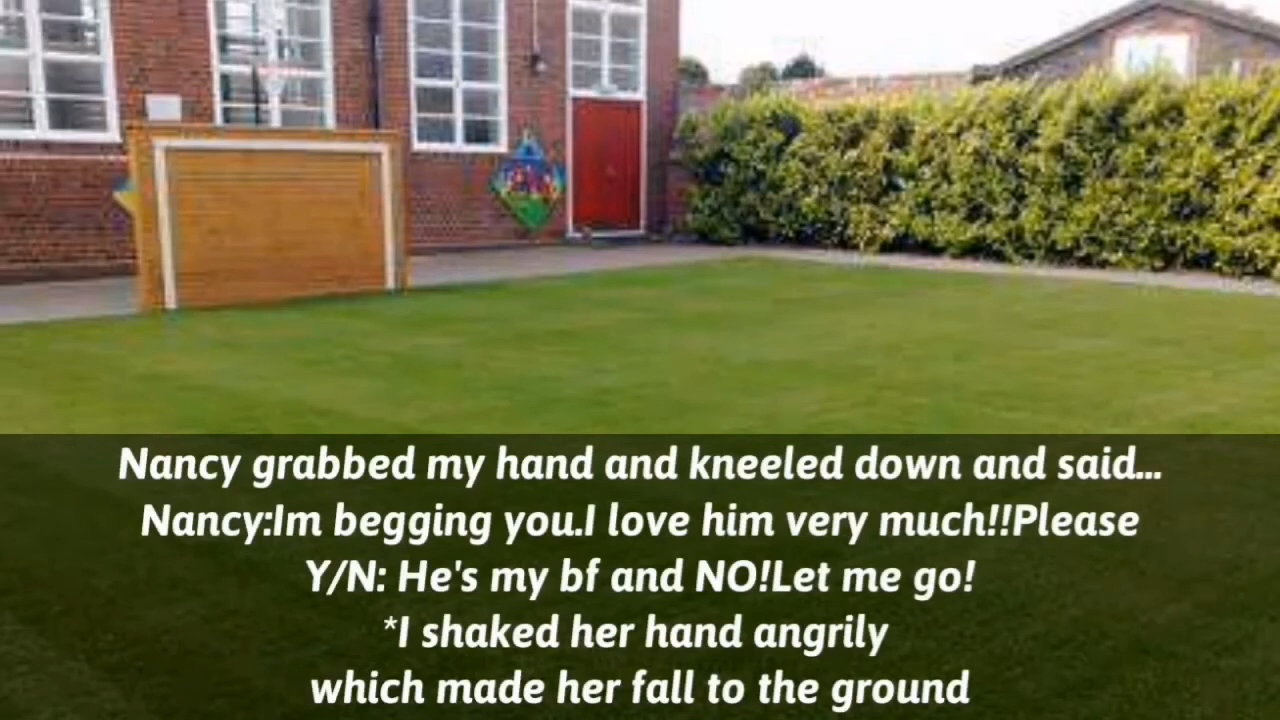 Nancy grabbed my hand and kneeled down and said...
Nancy:Im begging you.I love him very much!!Please
Y/N: He's my bf and NO!Let me go!
*I shaked her hand angrily
which made her fall to the ground